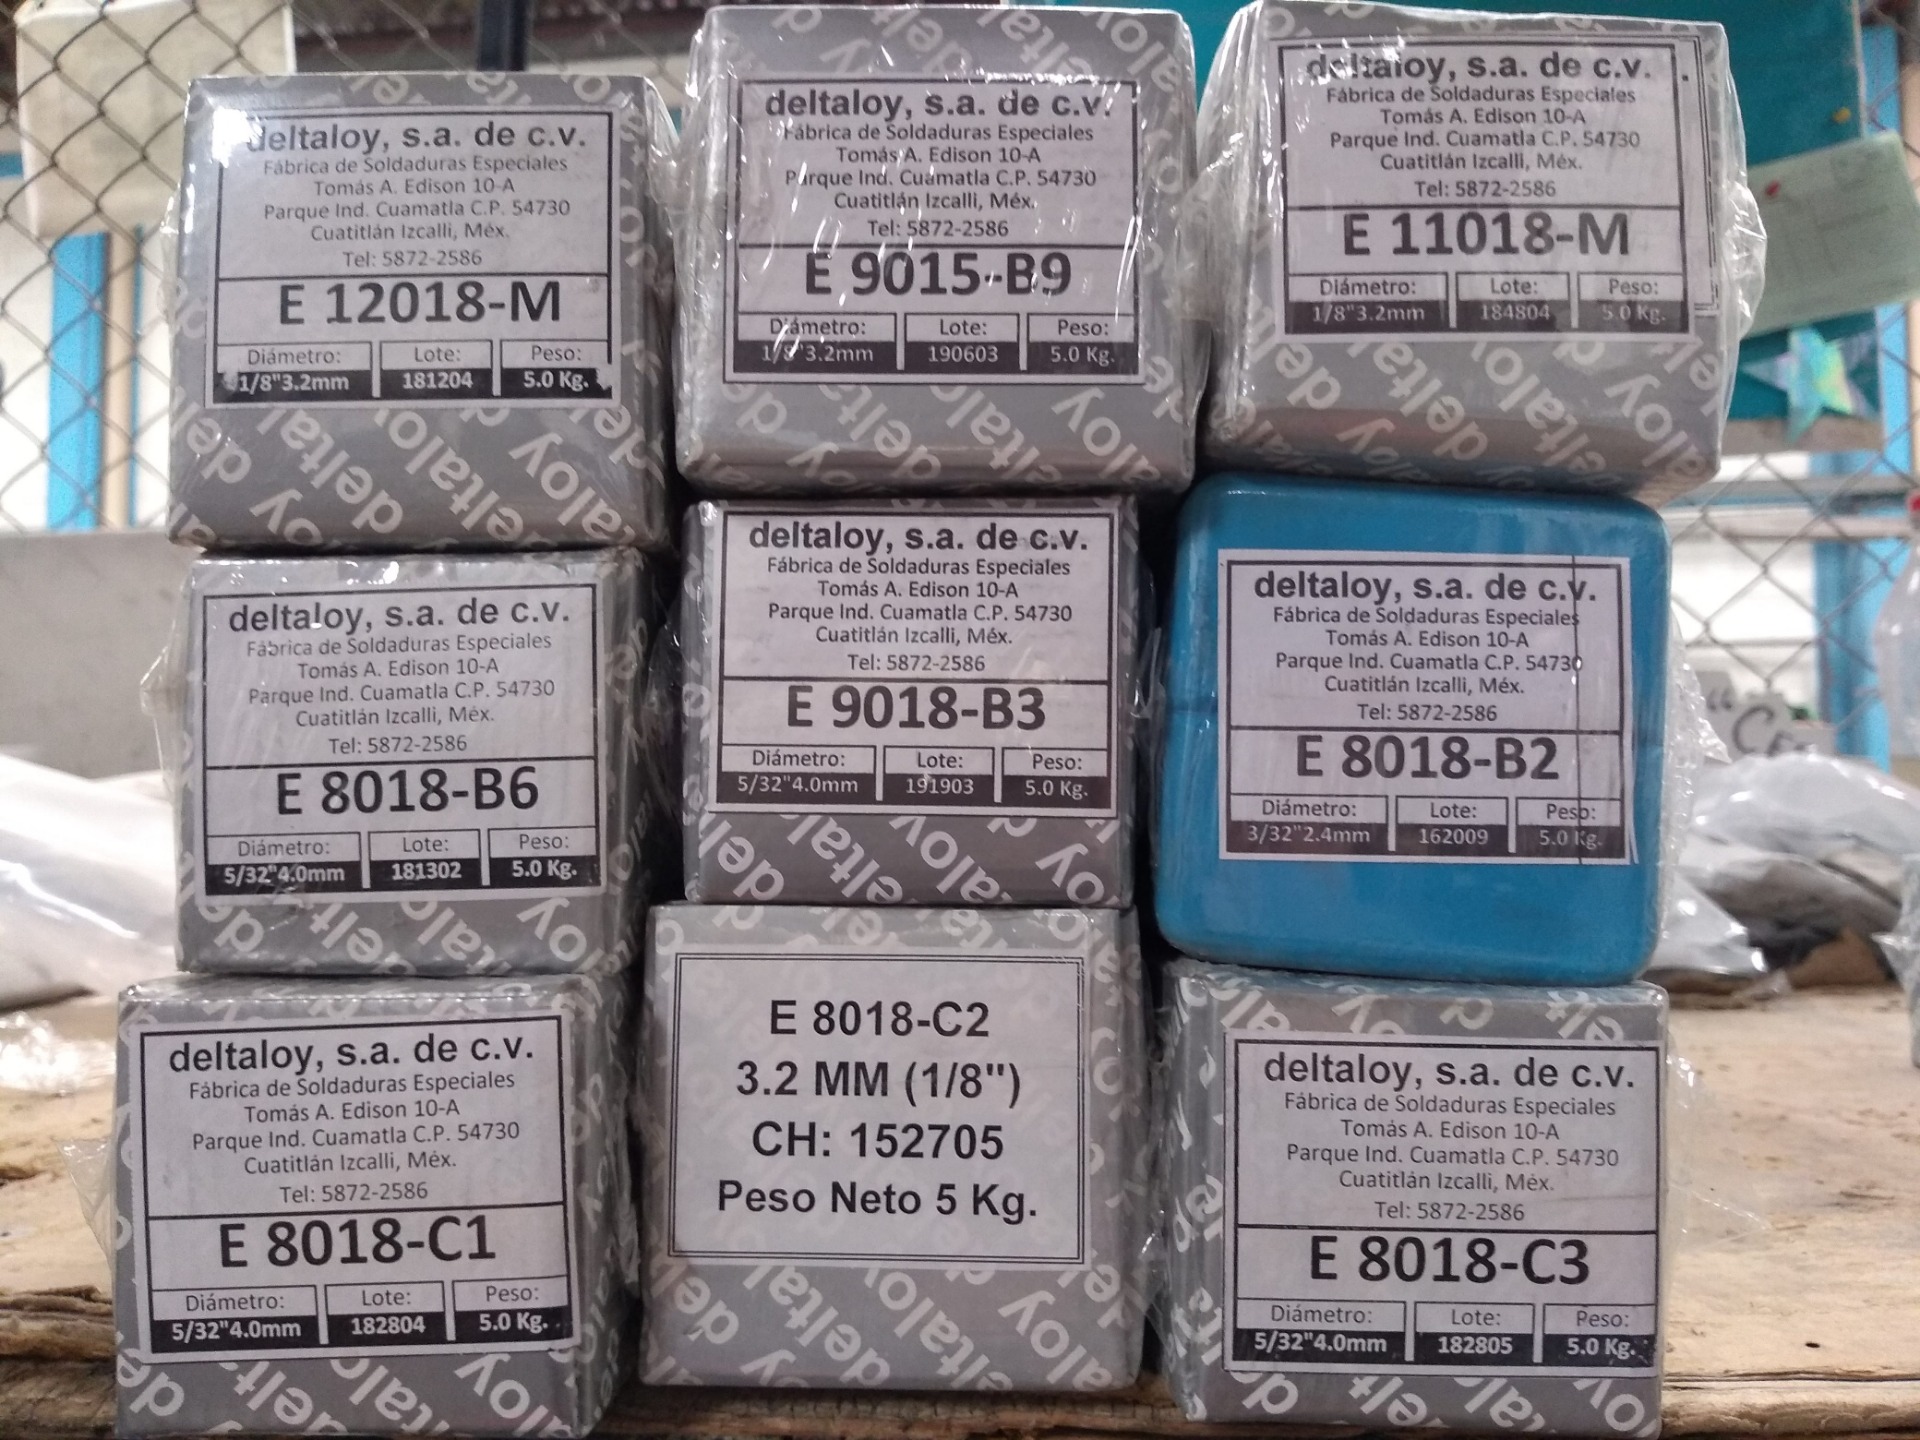 deltaloy, s.a. de c.v.
Fábrica de Soldaduras Especiales
Tomás A. Edison 10-A
Parque Ind. Cuamatla C.P. 54730
Cuatitlán Izcalli, Méx.
Tel: 5872-2586
E 12018-M
Diámetro: Lote: Peso:
1/8"3.2mm 181204 5.0 Kg.
deltaloy, s.a. de c.v.
Fábrica de Soldaduras Especiales
Tomás A. Edison 10-A
Parque Ind. Cuamatla C.P. 54730
Cuatitlán Izcalli, Méx.
Tel: 5872-2586
E 9015-B9
Diámetro: Lote: Peso:
1/8"3.2mm 190603 5.0 Kg.
deltaloy, s.a. de c.v.
Fábrica de Soldaduras Especiales
Tomás A. Edison 10-A
Parque Ind. Cuamatla C.P. 54730
Cuatitlán Izcalli, Méx.
Tel: 5872-2586
E 11018-M
Diámetro: Lote: Peso:
1/8"3.2mm 184804 5.0 Kg.
deltaloy, s.a. de c.v.
Fábrica de Soldaduras Especiales
Tomás A. Edison 10-A
Parque Ind. Cuamatla C.P. 54730
Cuatitlán Izcalli, Méx.
Tel: 5872-2586
E 8018-B6
Diámetro: Lote: Peso:
5/32"4.0mm 181302 5.0 Kg.
deltaloy, s.a. de c.v.
Fábrica de Soldaduras Especiales
Tomás A. Edison 10-A
Parque Ind. Cuamatla C.P. 54730
Cuatitlán Izcalli, Méx.
Tel: 5872-2586
E 9018-B3
Diámetro: Lote: Peso:
5/32"4.0mm 191903 5.0 Kg.
deltaloy, s.a. de c.v.
Fábrica de Soldaduras Especiales
Tomás A. Edison 10-A
Parque Ind. Cuamatla C.P. 54730
Cuatitlán Izcalli, Méx.
Tel: 5872-2586
E 8018-B2
Diámetro: Lote: Peso:
3/32"2.4mm 162009 5.0 Kg.
deltaloy, s.a. de c.v.
Fábrica de Soldaduras Especiales
Tomás A. Edison 10-A
Parque Ind. Cuamatla C.P. 54730
Cuatitlán Izcalli, Méx.
Tel: 5872-2586
E 8018-C1
Diámetro: Lote: Peso:
5/32"4.0mm 182804 5.0 Kg.
E 8018-C2
3.2 MM (1/8")
CH: 152705
Peso Neto 5 Kg.
deltaloy, s.a. de c.v.
Fábrica de Soldaduras Especiales
Tomás A. Edison 10-A
Parque Ind. Cuamatla C.P. 54730
Cuatitlán Izcalli, Méx.
Tel: 5872-2586
E 8018-C3
Diámetro: Lote: Peso:
5/32"4.0mm 182805 5.0 Kg.